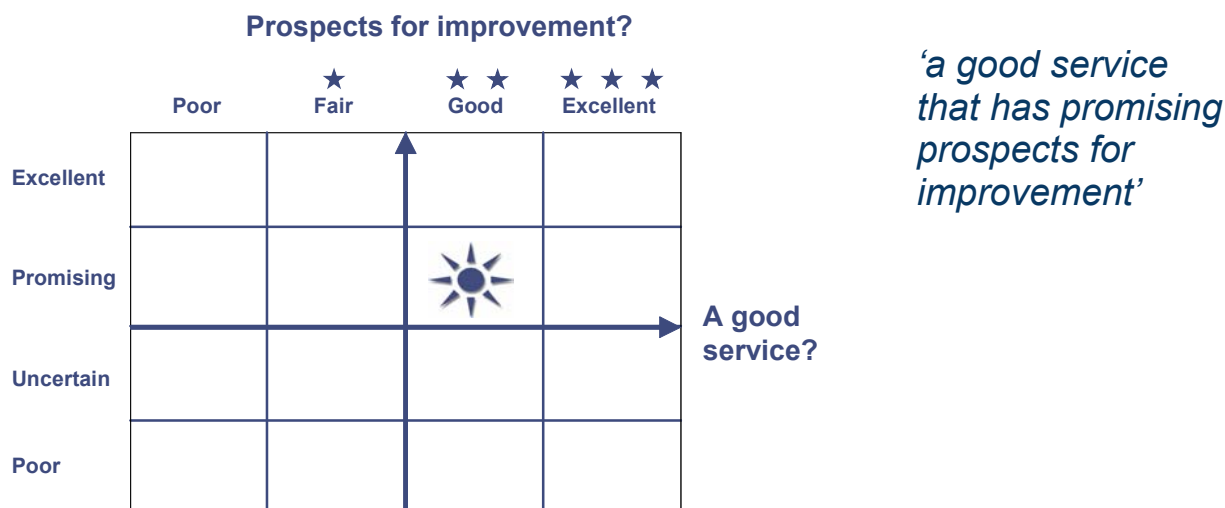 Prospects for improvement?
Poor Fair Good Excellent
Excellent
Promising
Uncertain
Poor
A good
service?
‘a good service
that has promising
prospects for
improvement’